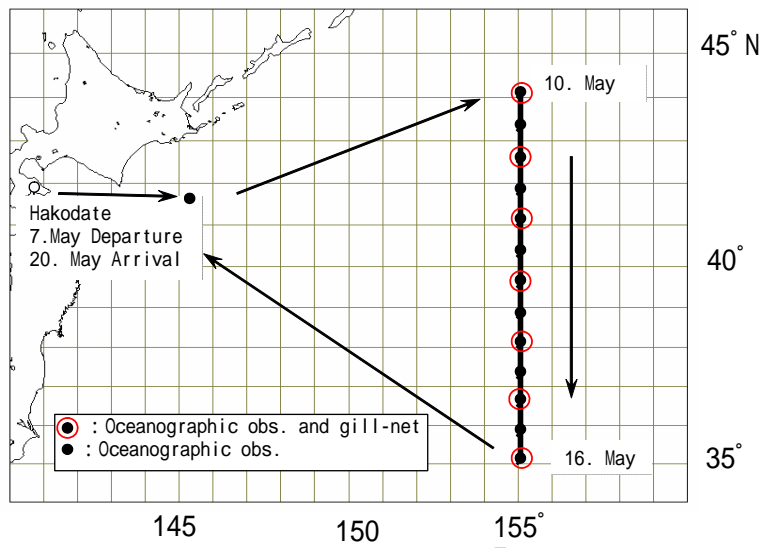 45° N
10. May
Hakodate
7.May Departure
20. May Arrival
40°
: Oceanographic obs. and gill-net
: Oceanographic obs.
16. May
35°
145
150
155°